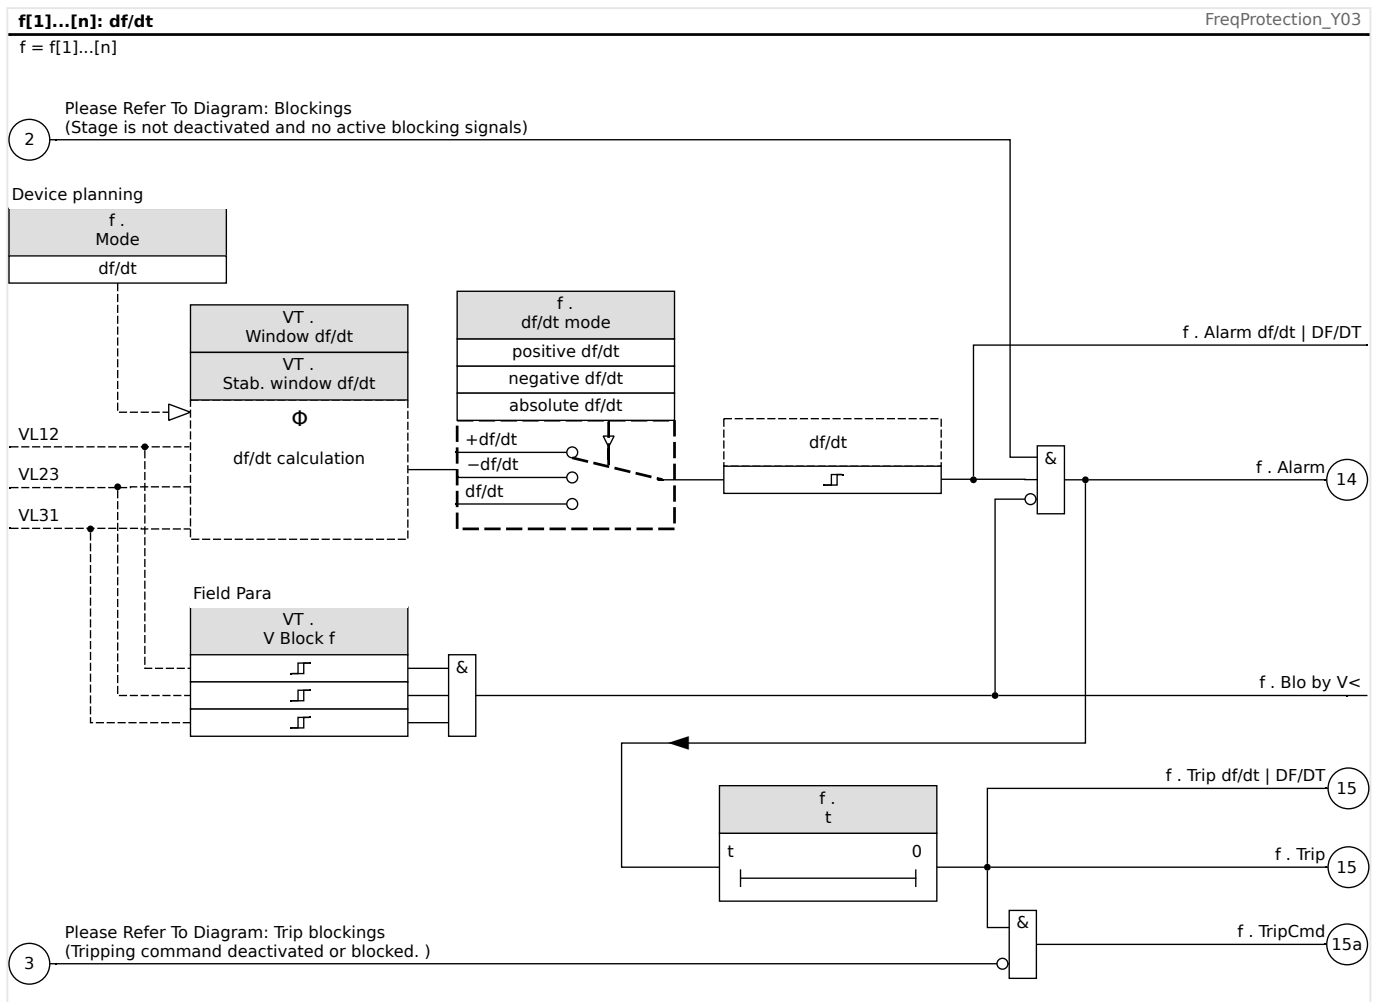 f[1]...[n]: df/dt
FreqProtection_Y03
f = f[1]...[n]
Please Refer To Diagram: Blockings
(Stage is not deactivated and no active blocking signals)
2
Device planning
f .
Mode
df/dt
VT .
Window df/dt
VT .
Stab. window df/dt
Φ
df/dt calculation
f .
df/dt mode
positive df/dt
negative df/dt
absolute df/dt
+df/dt
−df/dt
df/dt
df/dt
f . Alarm df/dt | DF/DT
VL12
VL23
VL31
&
f . Alarm
14
Field Para
VT .
V Block f
&
f . Blo by V<
f .
t
t
0
f . Trip df/dt | DF/DT
15
f . Trip
15
&
f . TripCmd
15a
Please Refer To Diagram: Trip blockings
(Tripping command deactivated or blocked. )
3